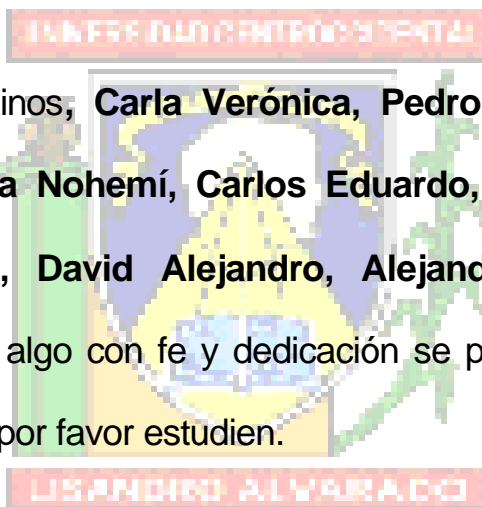 UNIVERSIDAD CENTROCCIDENTAL
inos, Carla Verónica, Pedro
a Nohemí, Carlos Eduardo,
, David Alejandro, Alejand
algo con fe y dedicación se p
por favor estudien.
LISANDRO ALVARADO